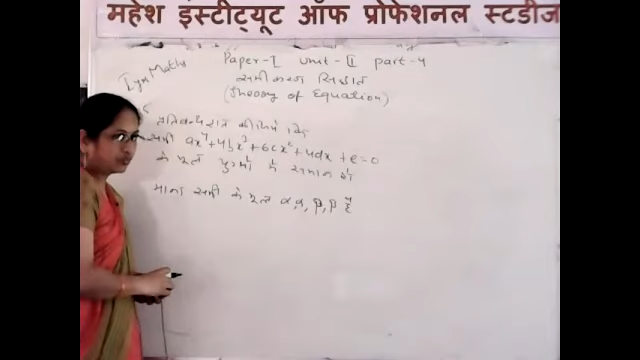 महेश इंस्टीट्यूट ऑफ प्रोफेशनल स्टडीज
Iyr Maths
Paper-I Unit-II part-4
समीकरण सिद्धांत
(Theory of Equation)
प्रतिबन्ध ज्ञात कीजिये कि
समी ax⁴+4bx³+6cx²+4dx+e=0
के मूल युग्मों में समान हों
माना समी के मूल α,α,β,β हैं